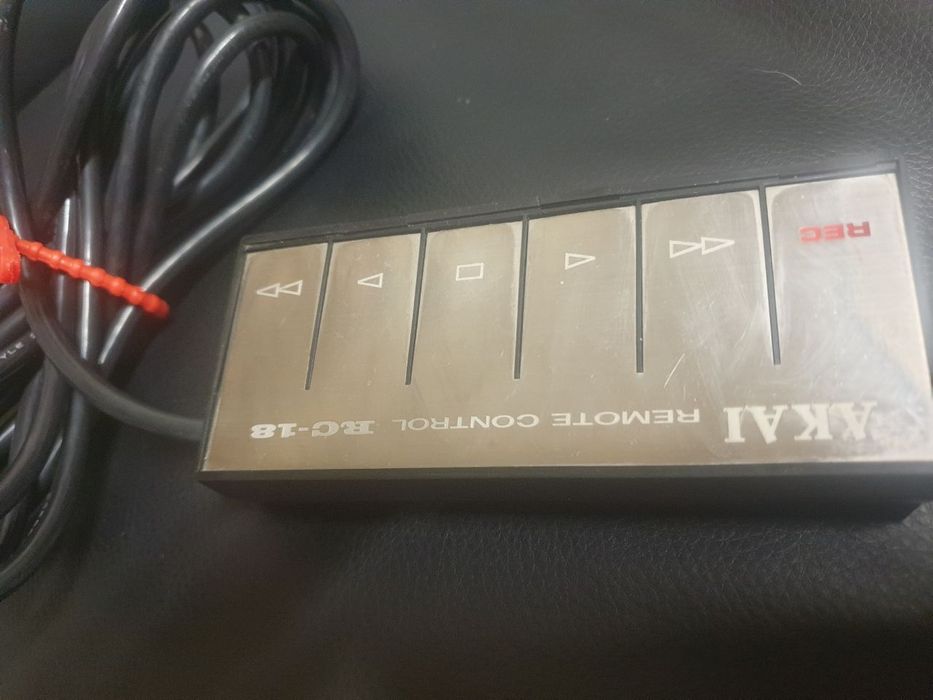 AKAI REMOTE CONTROL RC-18
REC